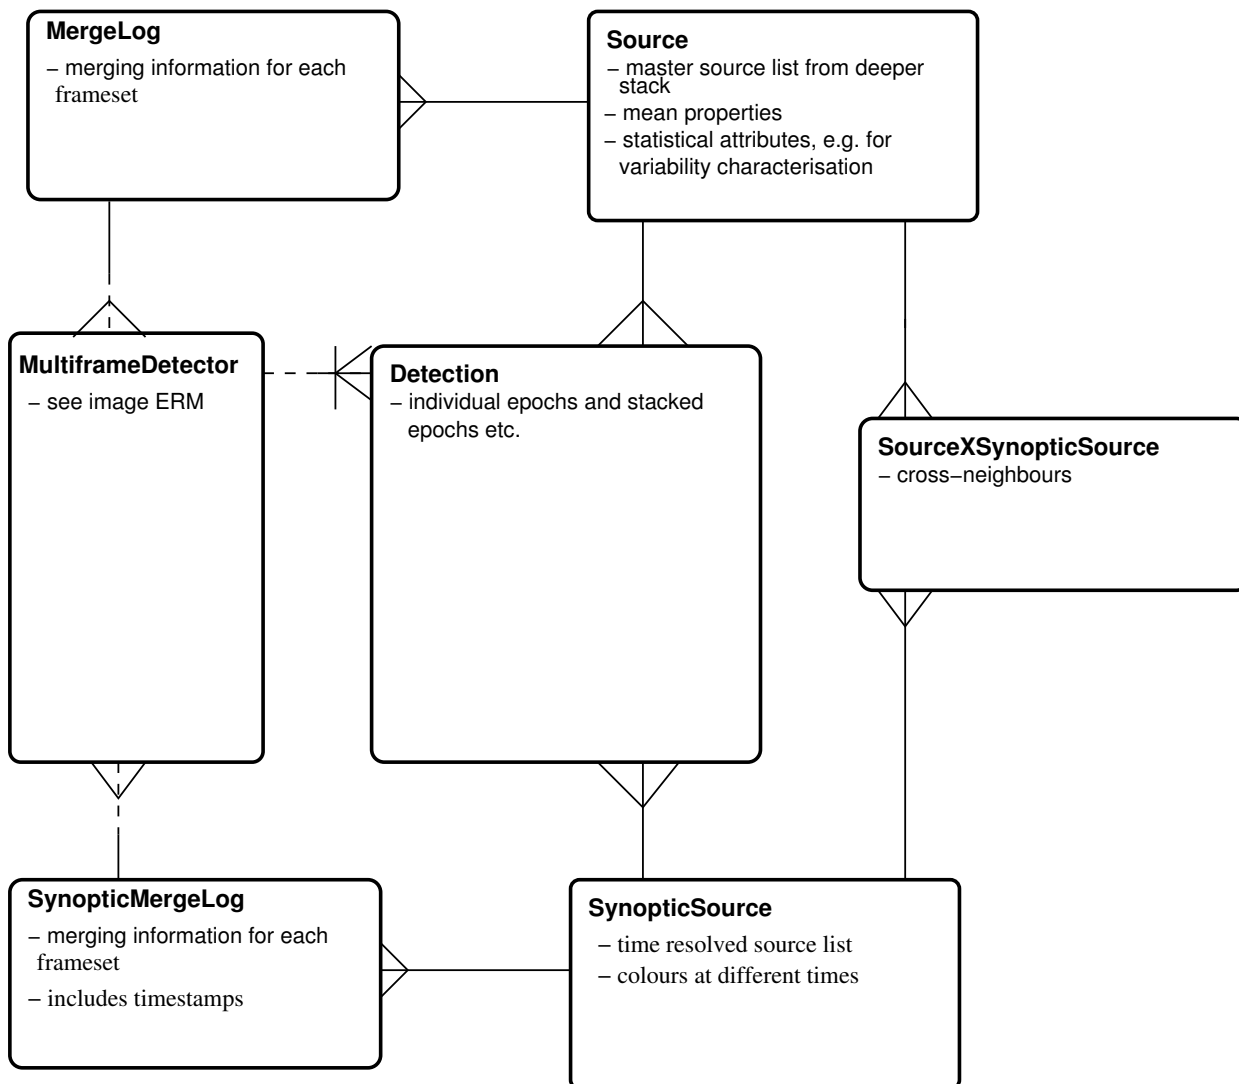 MergeLog
– merging information for each
frameset
Source
– master source list from deeper
stack
– mean properties
– statistical attributes, e.g. for
variability characterisation
MultiframeDetector
– see image ERM
Detection
– individual epochs and stacked
epochs etc.
SourceXSynopticSource
– cross–neighbours
SynopticMergeLog
– merging information for each
frameset
– includes timestamps
SynopticSource
– time resolved source list
– colours at different times